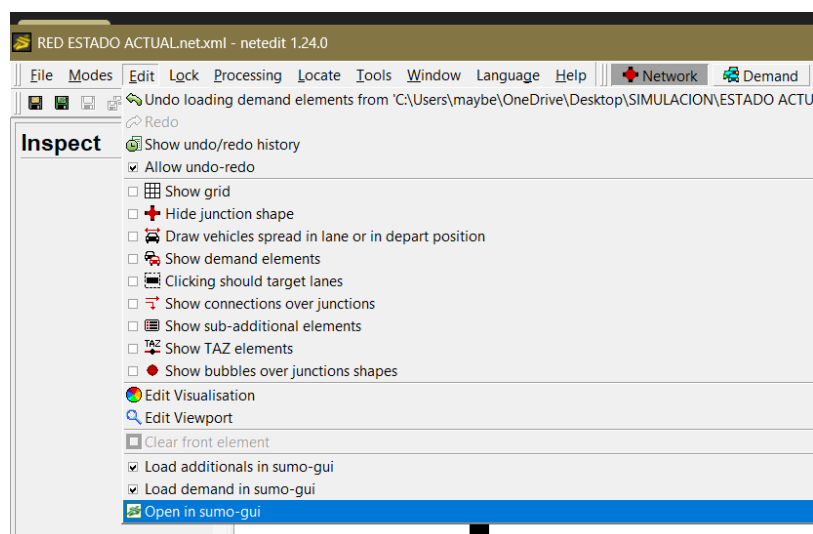 RED ESTADO ACTUAL.net.xml - netedit 1.24.0
File Modes Edit Lock Processing Locate Tools Window Language Help Network Demand
Undo loading demand elements from 'C:\Users\maybe\OneDrive\Desktop\SIMULACION\ESTADO ACTU
Redo
Inspect
Show undo/redo history
Allow undo-redo
Show grid
Hide junction shape
Draw vehicles spread in lane or in depart position
Show demand elements
Clicking should target lanes
Show connections over junctions
Show sub-additional elements
TAZ Show TAZ elements
Show bubbles over junctions shapes
Edit Visualisation
Edit Viewport
Clear front element
Load additionals in sumo-gui
Load demand in sumo-gui
Open in sumo-gui